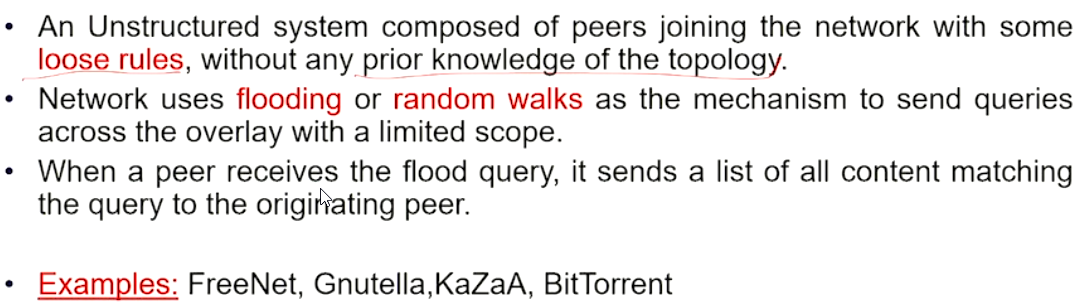 • An Unstructured system composed of peers joining the network with some
loose rules, without any prior knowledge of the topology.
• Network uses flooding or random walks as the mechanism to send queries
across the overlay with a limited scope.
• When a peer receives the flood query, it sends a list of all content matching
the query to the originating peer.
• Examples: FreeNet, Gnutella,KaZaA, BitTorrent